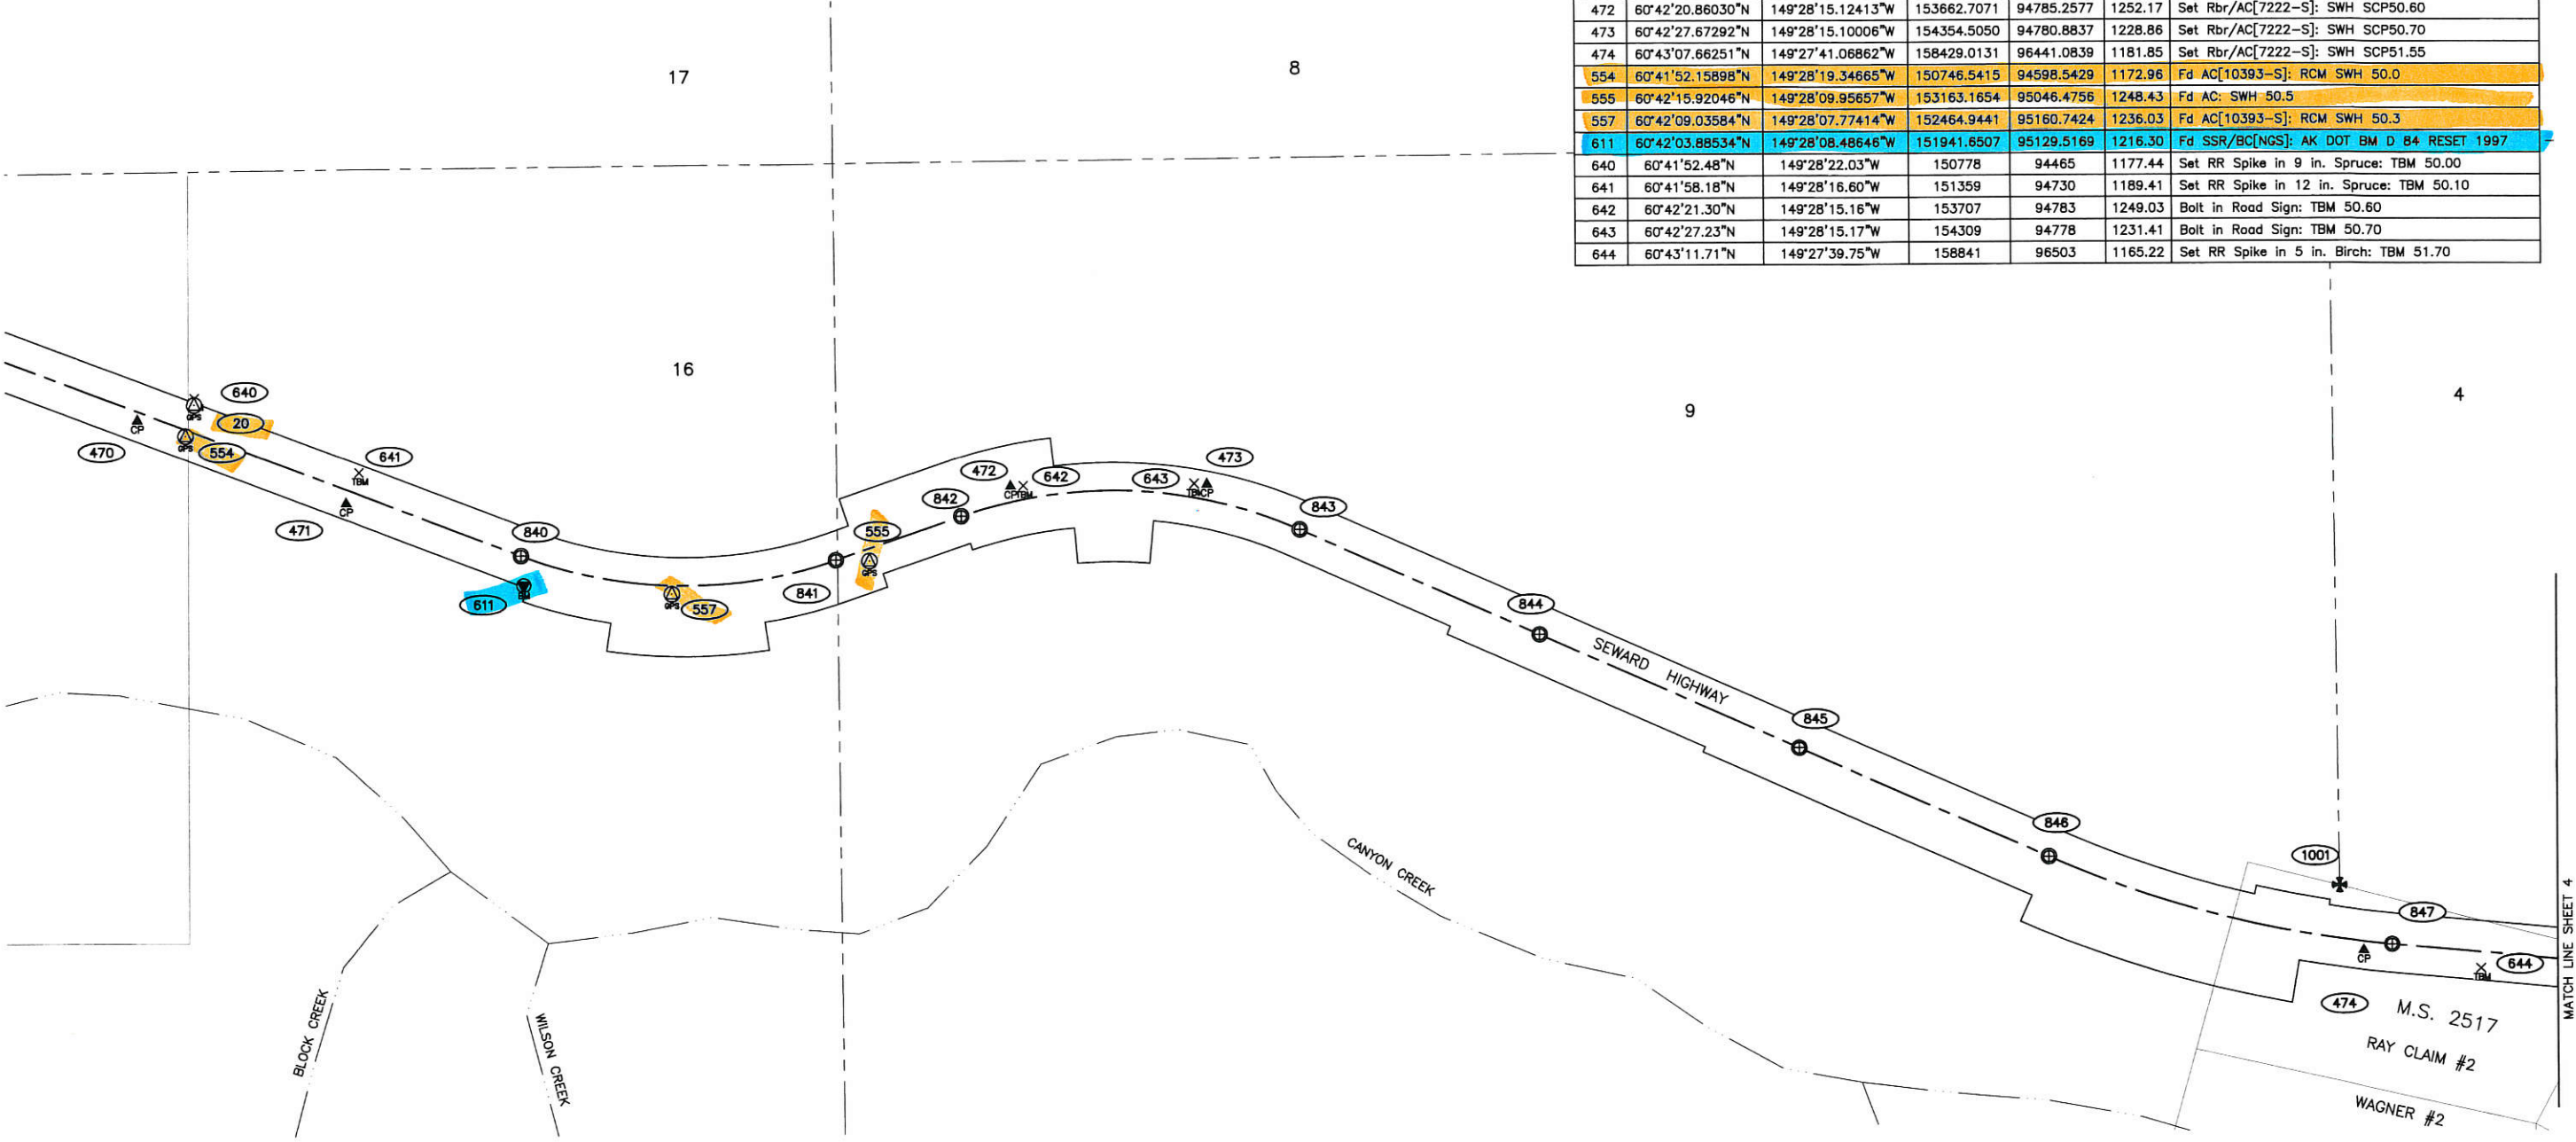 472 60°42'20.86030"N 149°28'15.12413"W 153662.7071 94785.2577 1252.17 Set Rbr/AC[7222-S]: SWH SCP50.60
473 60°42'27.67292"N 149°28'15.10006"W 154354.5050 94780.8837 1228.86 Set Rbr/AC[7222-S]: SWH SCP50.70
474 60°43'07.66251"N 149°27'41.06862"W 158429.0131 96441.0839 1181.85 Set Rbr/AC[7222-S]: SWH SCP51.55
554 60°41'52.15898"N 149°28'19.34665"W 150746.5415 94598.5429 1172.96 Fd AC[10393-S]: RCM SWH 50.0
555 60°42'15.92046"N 149°28'09.95657"W 153163.1654 95046.4756 1248.43 Fd AC: SWH 50.5
557 60°42'09.03584"N 149°28'07.77414"W 152464.9441 95160.7424 1236.03 Fd AC[10393-S]: RCM SWH 50.3
611 60°42'03.88534"N 149°28'08.48646"W 151941.6507 95129.5169 1216.30 Fd SSR/BC[NGS]: AK DOT BM D 84 RESET 1997
640 60°41'52.48"N 149°28'22.03"W 150778 94465 1177.44 Set RR Spike in 9 in. Spruce: TBM 50.00
641 60°41'58.18"N 149°28'16.60"W 151359 94730 1189.41 Set RR Spike in 12 in. Spruce: TBM 50.10
642 60°42'21.30"N 149°28'15.16"W 153707 94783 1249.03 Bolt in Road Sign: TBM 50.60
643 60°42'27.23"N 149°28'15.17"W 154309 94778 1231.41 Bolt in Road Sign: TBM 50.70
644 60°43'11.71"N 149°27'39.75"W 158841 96503 1165.22 Set RR Spike in 5 in. Birch: TBM 51.70
17
8
16
9
4
640
GPS
20
CP
GPS
554
470
641
TBM
CP
471
840
611
BM
GPS
557
841
555
GPS
842
472
CP
TBM
642
643
473
TBM
CP
843
844
SEWARD HIGHWAY
845
846
1001
847
CP
644
TBM
474
M.S. 2517
RAY CLAIM #2
WAGNER #2
CANYON CREEK
BLOCK CREEK
WILSON CREEK
MATCH LINE SHEET 4